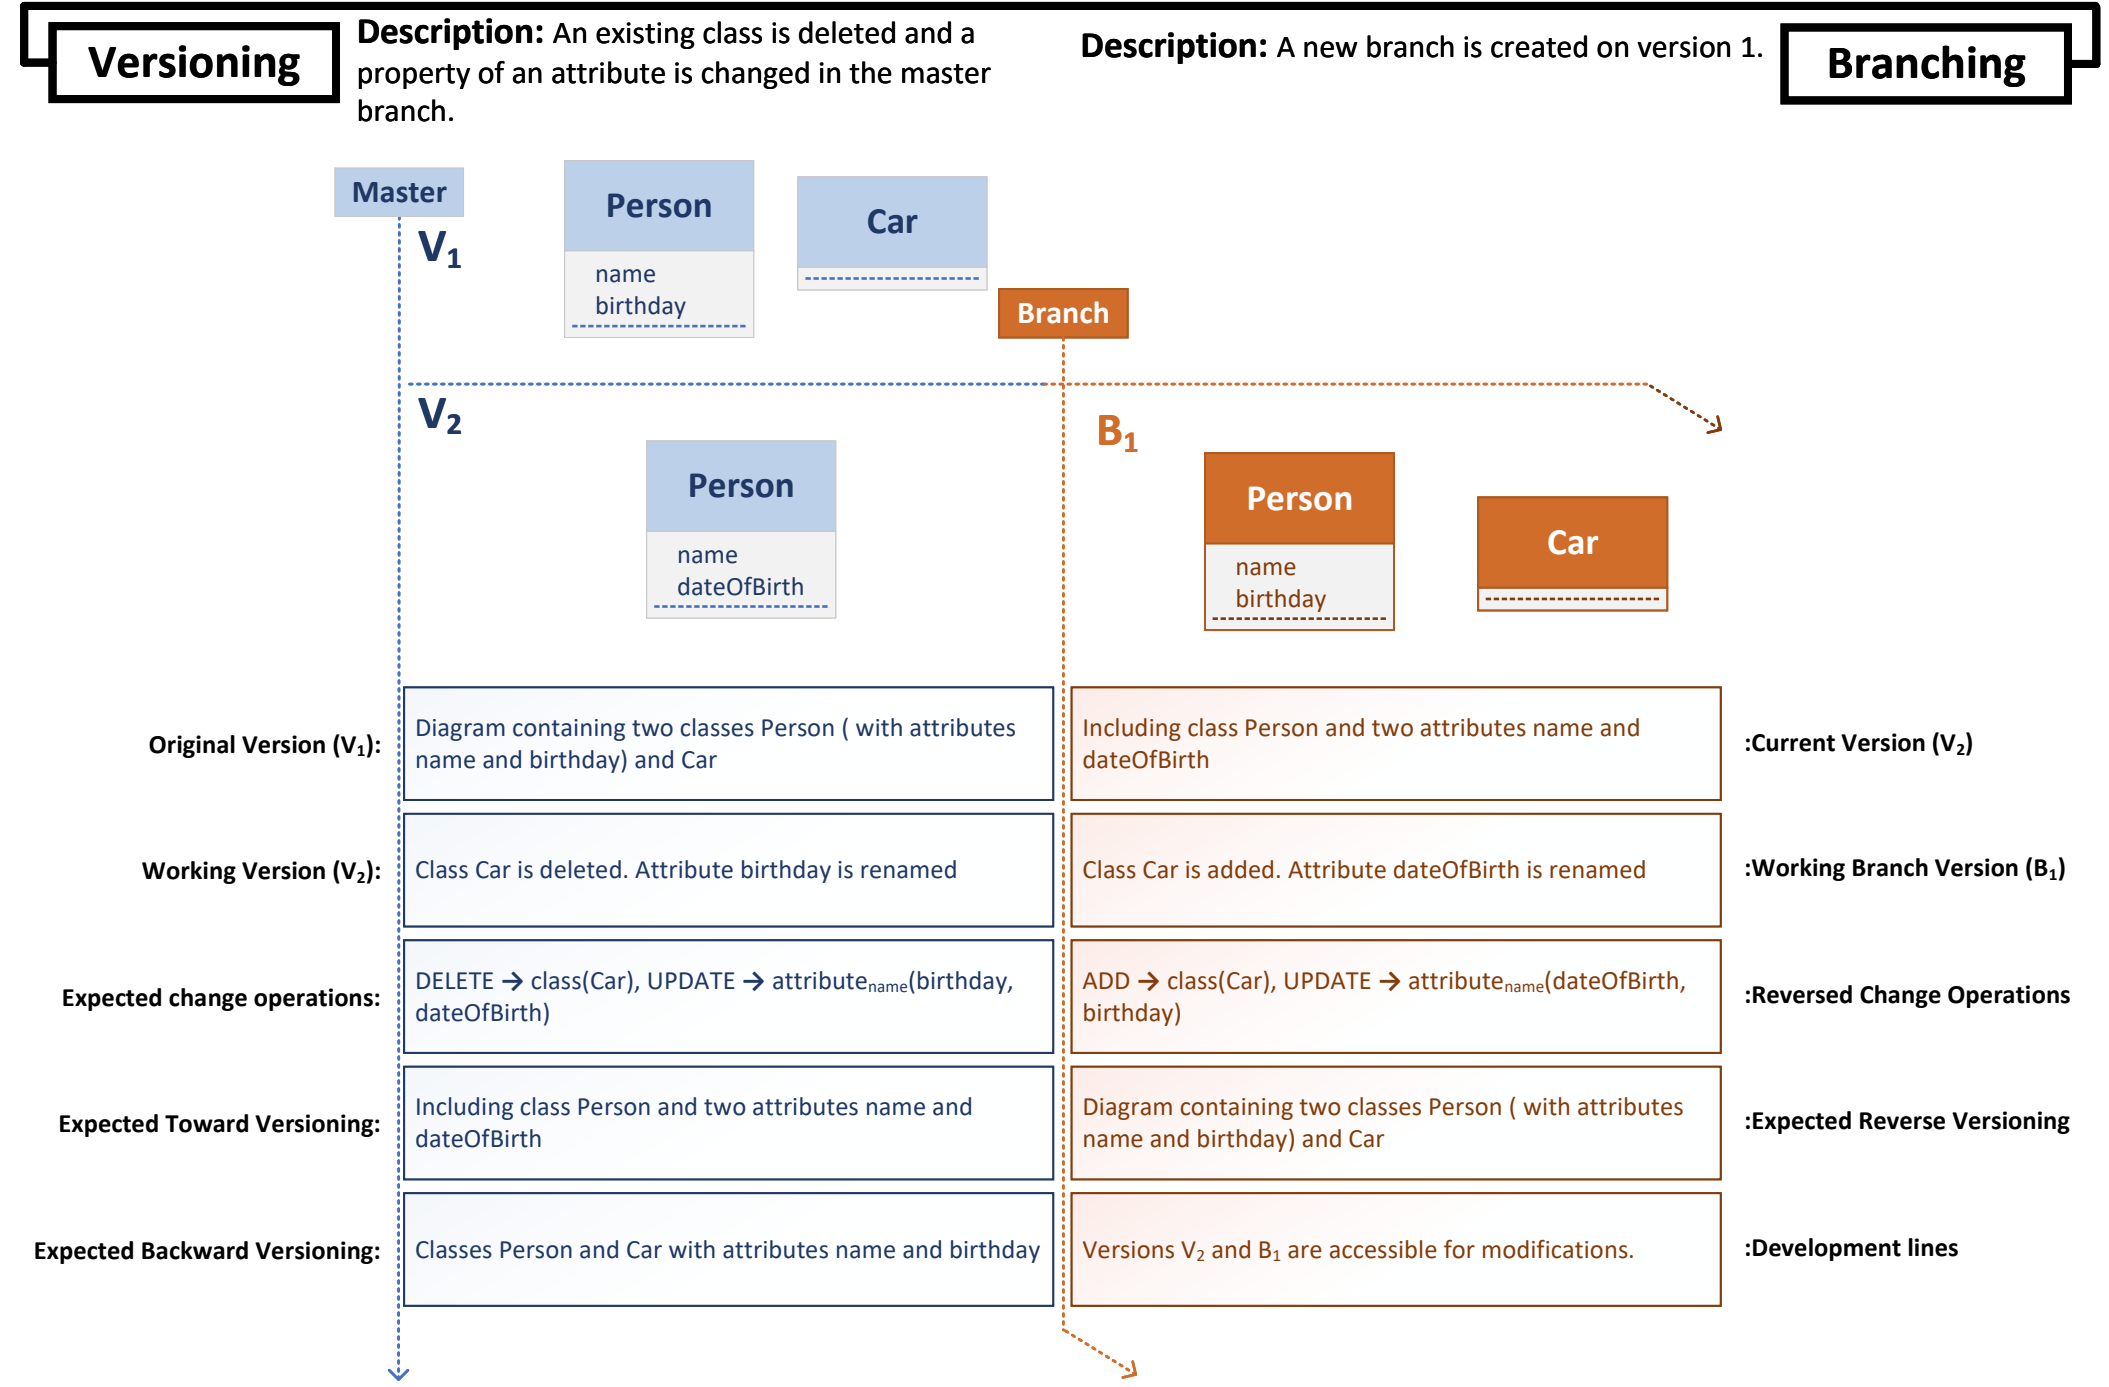 Versioning
Description: An existing class is deleted and a
property of an attribute is changed in the master
branch.
Description: A new branch is created on version 1.
Branching
Master
V₁
Person
name
birthday
Car
Branch
V₂
Person
name
dateOfBirth
B₁
Person
name
birthday
Car
Original Version (V₁):
Diagram containing two classes Person ( with attributes
name and birthday) and Car
Including class Person and two attributes name and
dateOfBirth
:Current Version (V₂)
Working Version (V₂):
Class Car is deleted. Attribute birthday is renamed
Class Car is added. Attribute dateOfBirth is renamed
:Working Branch Version (B₁)
Expected change operations:
DELETE → class(Car), UPDATE → attributeₙₐₘₑ(birthday,
dateOfBirth)
ADD → class(Car), UPDATE → attributeₙₐₘₑ(dateOfBirth,
birthday)
:Reversed Change Operations
Expected Toward Versioning:
Including class Person and two attributes name and
dateOfBirth
Diagram containing two classes Person ( with attributes
name and birthday) and Car
:Expected Reverse Versioning
Expected Backward Versioning:
Classes Person and Car with attributes name and birthday
Versions V₂ and B₁ are accessible for modifications.
:Development lines